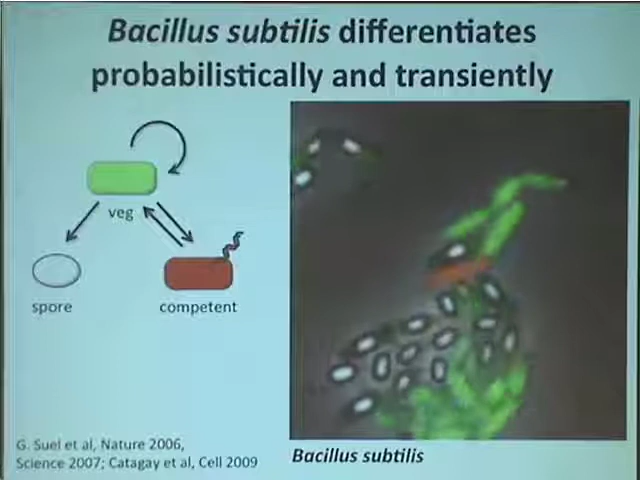 Bacillus subtilis differentiates
probabilistically and transiently
veg
spore
competent
G. Suel et al, Nature 2006,
Science 2007; Catagay et al, Cell 2009
Bacillus subtilis